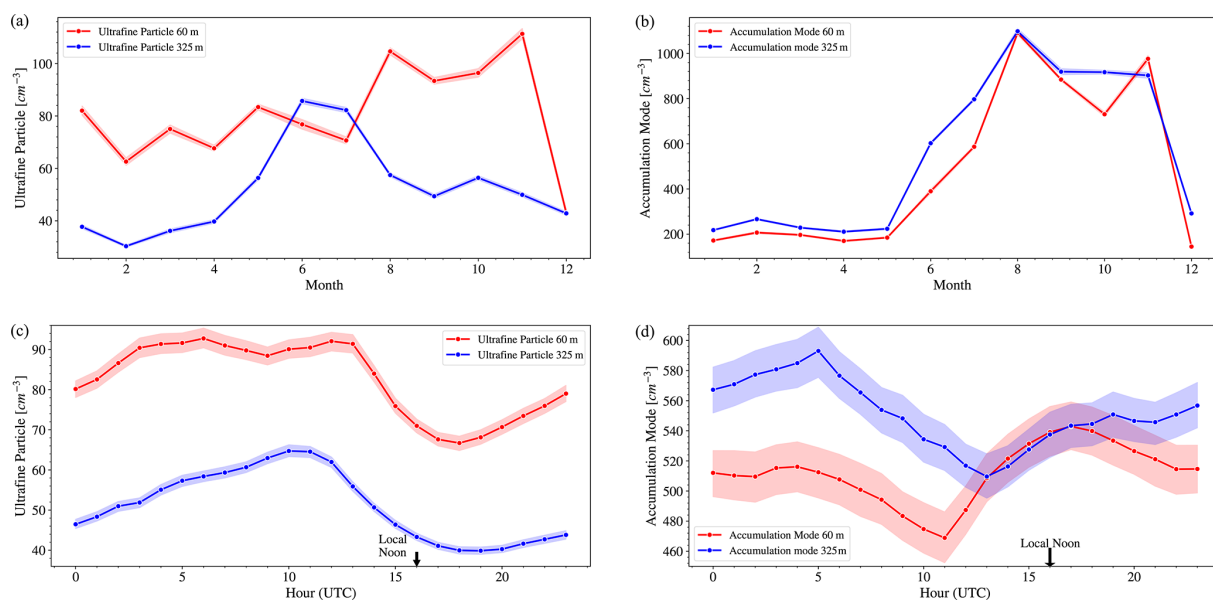 (a)
Ultrafine Particle 60 m
Ultrafine Particle 325 m
Ultrafine Particle [cm⁻³]
100
80
60
40
2 4 6 8 10 12
Month
(b)
Accumulation Mode 60 m
Accumulation mode 325 m
Accumulation Mode [cm⁻³]
1000
800
600
400
200
2 4 6 8 10 12
Month
(c)
Ultrafine Particle 60 m
Ultrafine Particle 325 m
Ultrafine Particle [cm⁻³]
90
80
70
60
50
40
Local
Noon
0 5 10 15 20
Hour (UTC)
(d)
Accumulation Mode [cm⁻³]
600
580
560
540
520
500
480
460
Accumulation Mode 60 m
Accumulation mode 325 m
Local Noon
0 5 10 15 20
Hour (UTC)